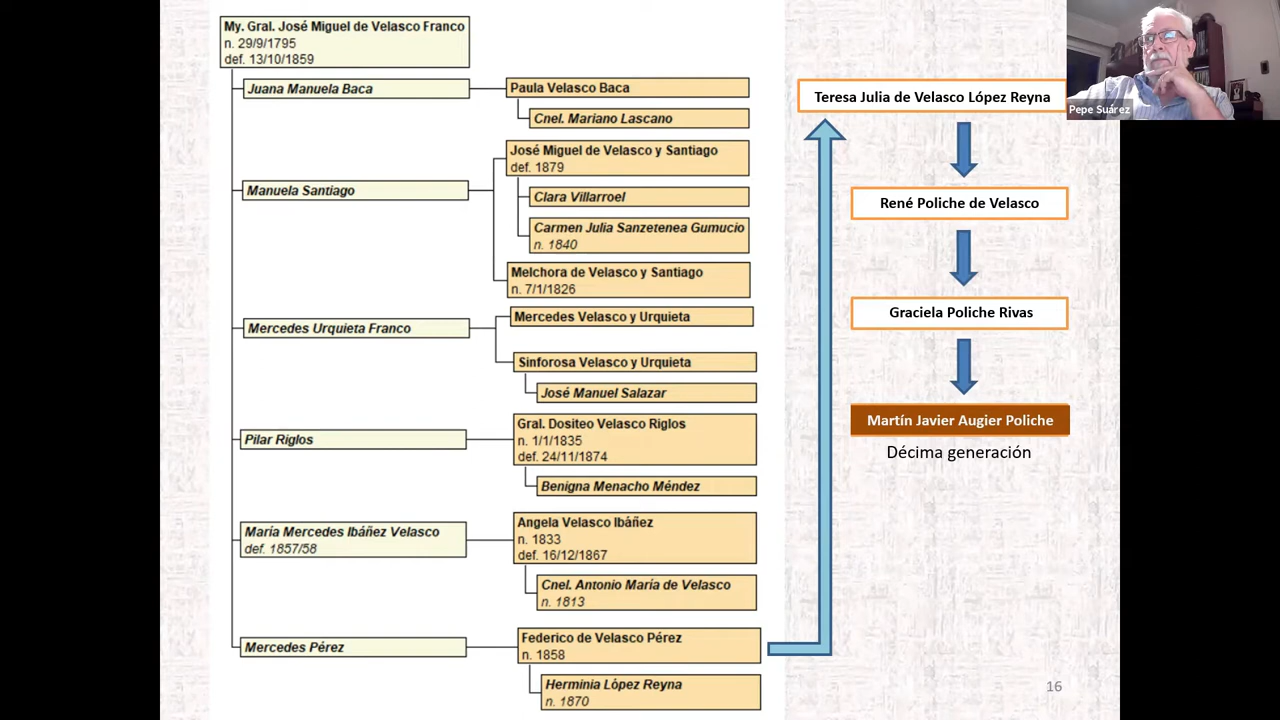 My. Gral. José Miguel de Velasco Franco
n. 29/9/1795
def. 13/10/1859
Juana Manuela Baca
Paula Velasco Baca
Cnel. Mariano Lascano
Manuela Santiago
José Miguel de Velasco y Santiago
def. 1879
Clara Villarroel
Carmen Julia Sanzetenea Gumucio
n. 1840
Melchora de Velasco y Santiago
n. 7/1/1826
Mercedes Urquieta Franco
Mercedes Velasco y Urquieta
Sinforosa Velasco y Urquieta
José Manuel Salazar
Pilar Riglos
Gral. Dositeo Velasco Riglos
n. 1/1/1835
def. 24/11/1874
Benigna Menacho Méndez
María Mercedes Ibáñez Velasco
def. 1857/58
Angela Velasco Ibáñez
n. 1833
def. 16/12/1867
Cnel. Antonio María de Velasco
n. 1813
Mercedes Pérez
Federico de Velasco Pérez
n. 1858
Herminia López Reyna
n. 1870
Teresa Julia de Velasco López Reyna
René Poliche de Velasco
Graciela Poliche Rivas
Martín Javier Augier Poliche
Décima generación
16
Pepe Suárez